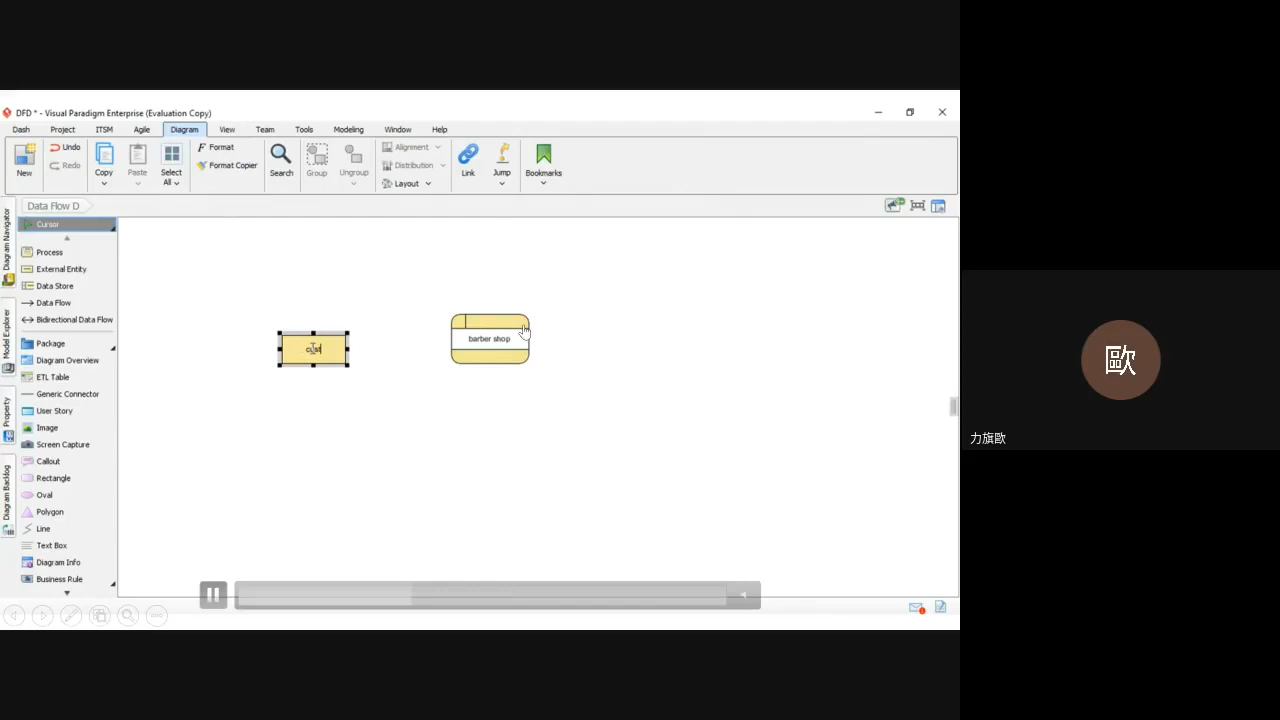 DFD * - Visual Paradigm Enterprise (Evaluation Copy)
Dash Project ITSM Agile Diagram View Team Tools Modeling Window Help
New
Undo
Redo
Copy
Paste
Select All
Format
Format Copier
Search
Group
Ungroup
Alignment
Distribution
Layout
Link
Jump
Bookmarks
Data Flow D
Diagram Navigator
Model Explorer
Property
Diagram Backlog
Cursor
Process
External Entity
Data Store
Data Flow
Bidirectional Data Flow
Package
Diagram Overview
ETL Table
Generic Connector
User Story
Image
Screen Capture
Callout
Rectangle
Oval
Polygon
Line
Text Box
Diagram Info
Business Rule
cust
barber shop
歐
力旗歐